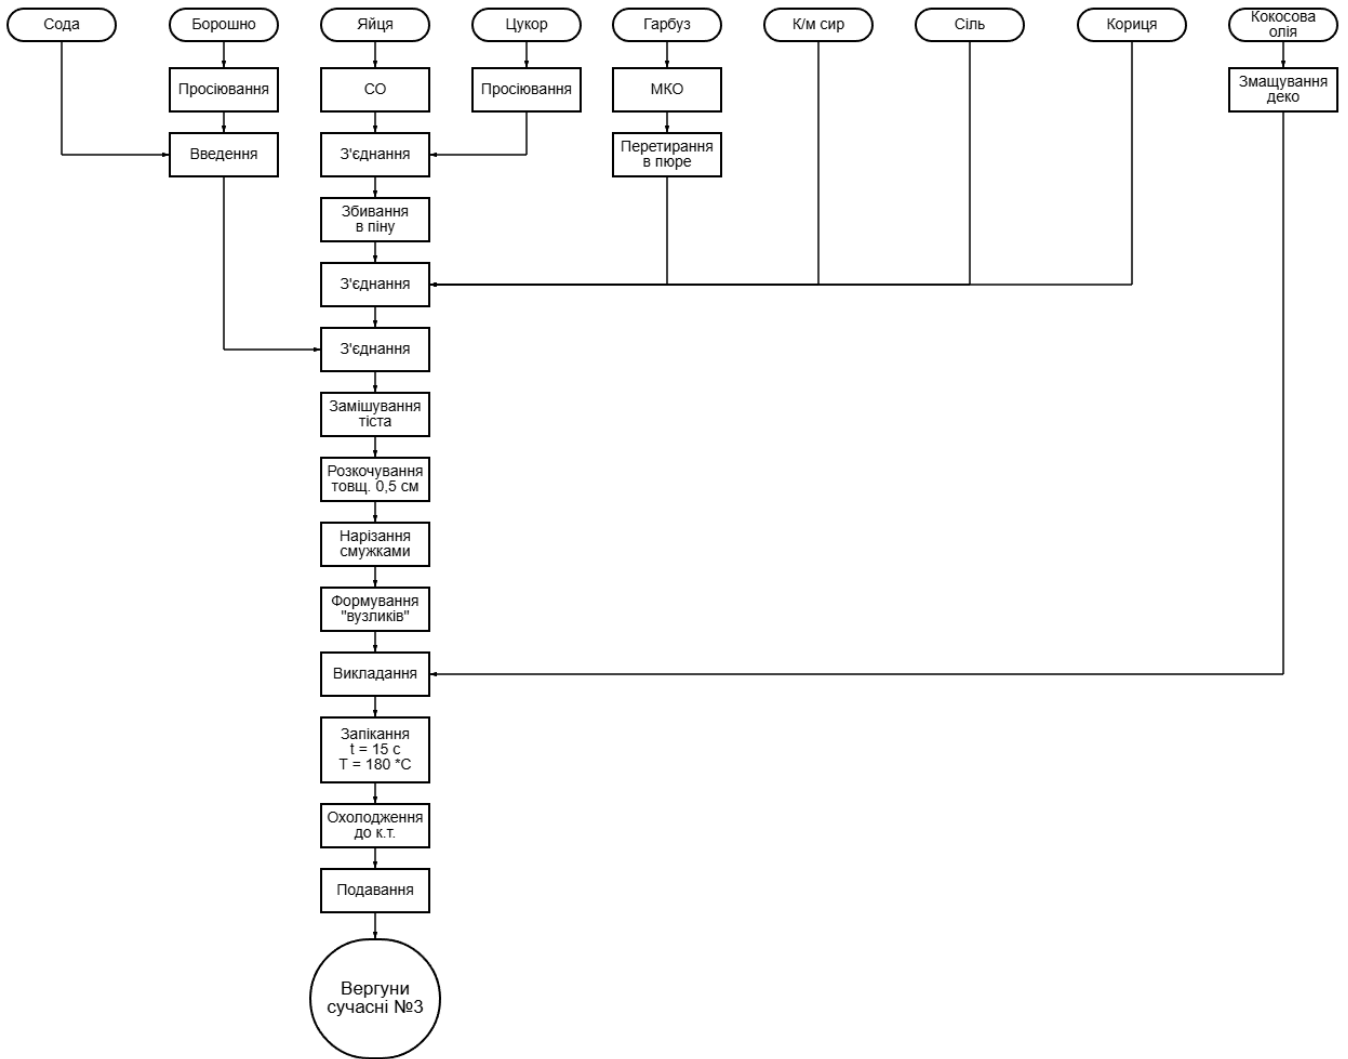 Сода
Борошно
Яйця
Цукор
Гарбуз
К/м сир
Сіль
Кориця
Кокосова
олія
Просіювання
СО
Просіювання
МКО
Змащування
деко
Введення
З'єднання
Перетирання
в пюре
Збивання
в піну
З'єднання
З'єднання
Замішування
тіста
Розкочування
товщ. 0,5 см
Нарізання
смужками
Формування
"вузликів"
Викладання
Запікання
t = 15 с
T = 180 *C
Охолодження
до к.т.
Подавання
Вергуни
сучасні №3